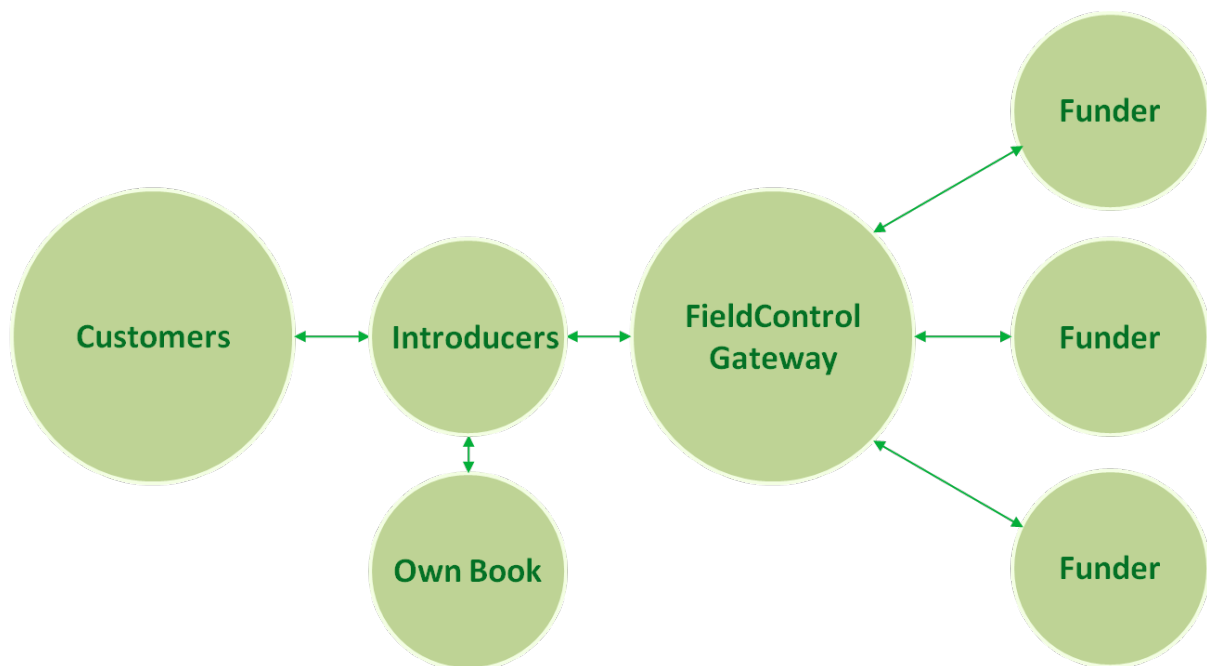 Funder
Customers
Introducers
FieldControl
Gateway
Funder
Own Book
Funder